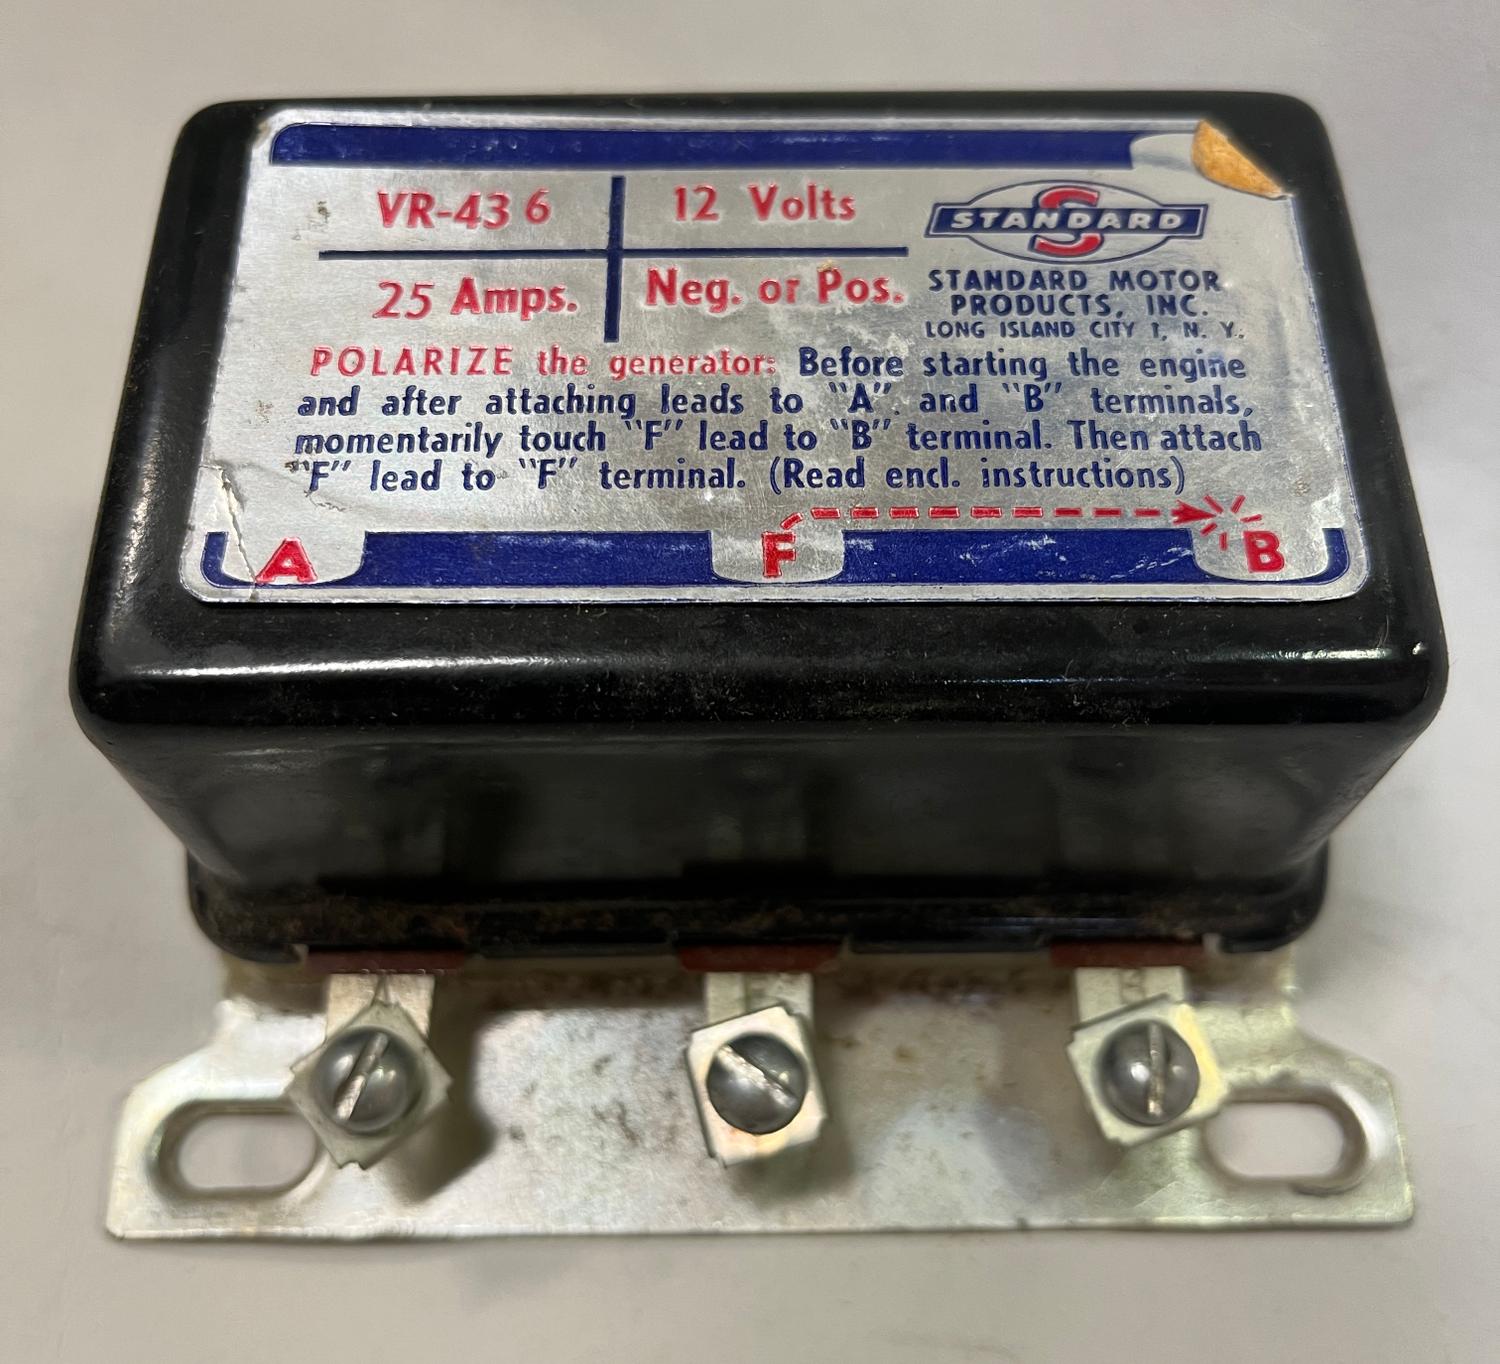 VR-436
12 Volts
25 Amps.
Neg. or Pos.
S
STANDARD
STANDARD MOTOR
PRODUCTS, INC.
LONG ISLAND CITY 1, N. Y.
POLARIZE the generator: Before starting the engine
and after attaching leads to "A" and "B" terminals,
momentarily touch "F" lead to "B" terminal. Then attach
"F" lead to "F" terminal. (Read encl. instructions)
A
F
B